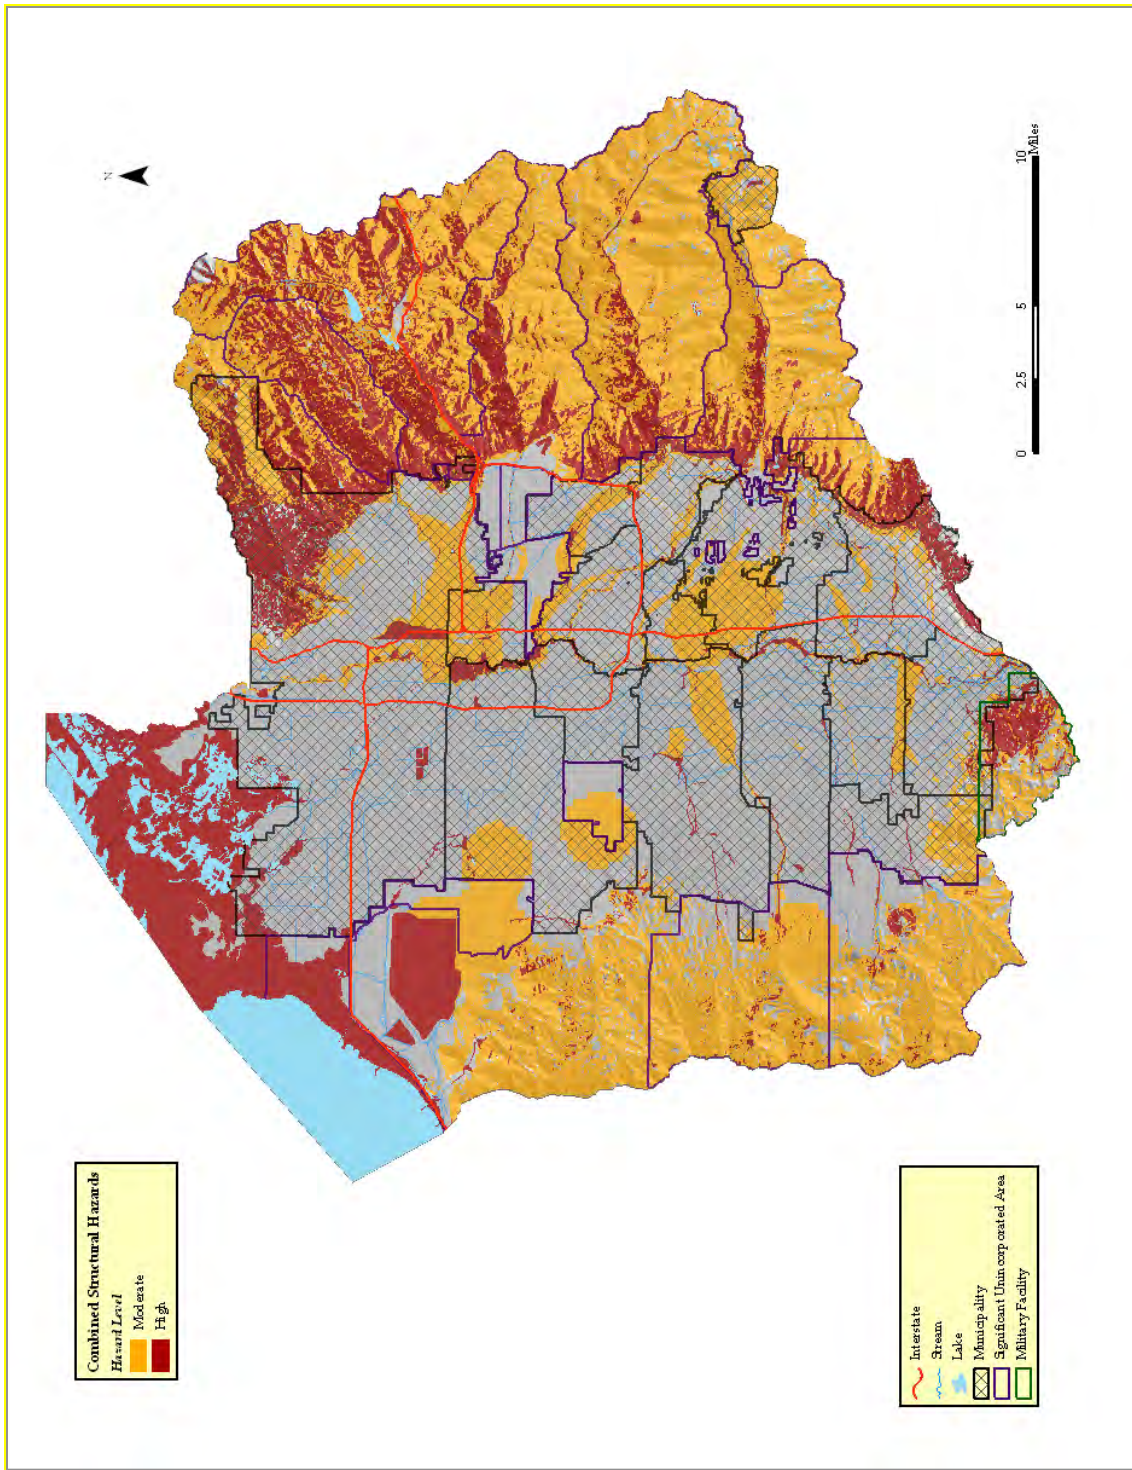 Combined Structural Hazards
Hazard Level
Moderate
High
N
0 2.5 5 10
Miles
Interstate
Stream
Lake
Municipality
Significant Unincorporated Area
Military Facility